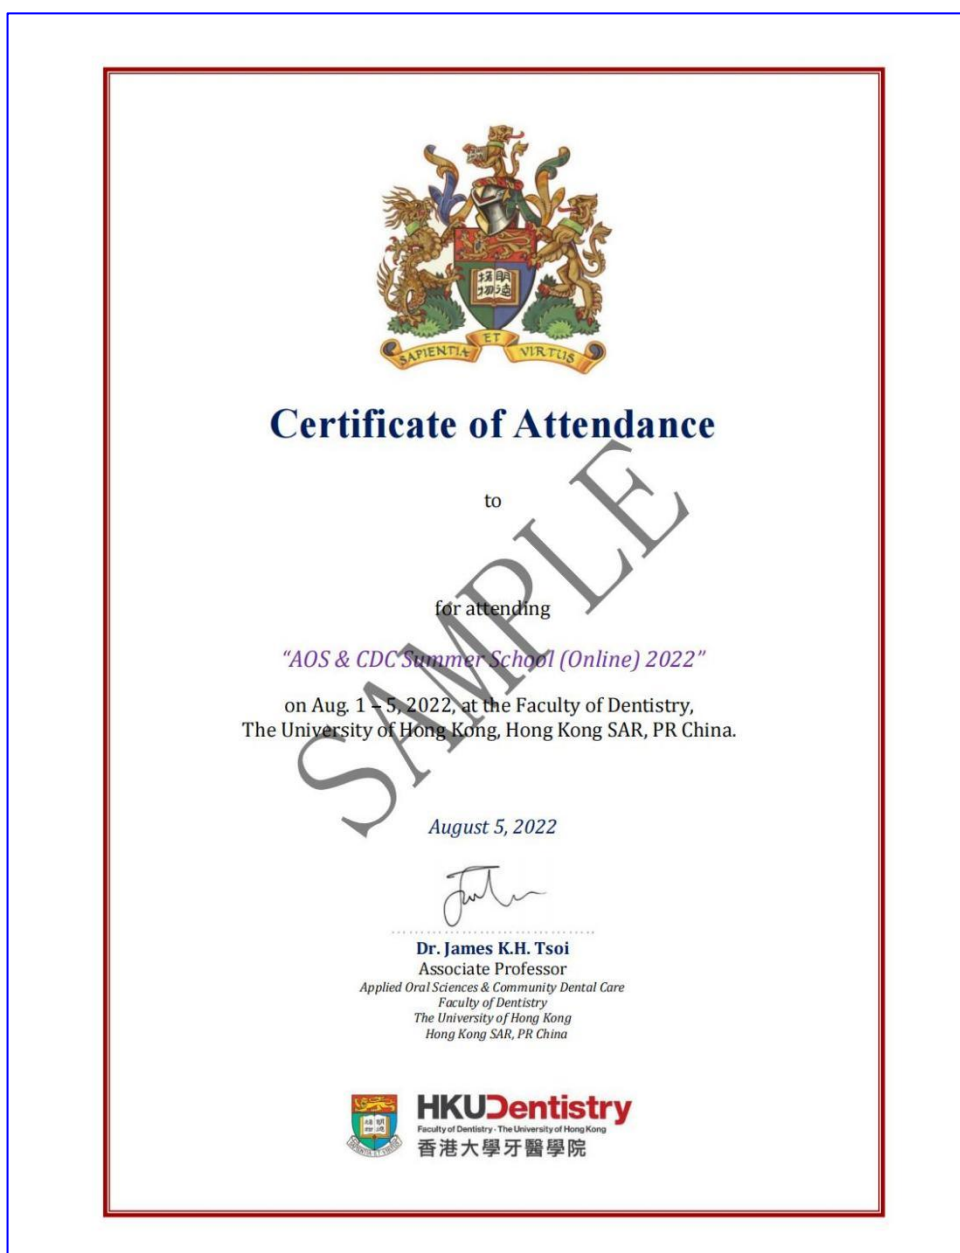 明德
格物
SAPIENTIA ET VIRTUS
Certificate of Attendance
to
for attending
“AOS & CDC Summer School (Online) 2022”
on Aug. 1 – 5, 2022, at the Faculty of Dentistry,
The University of Hong Kong, Hong Kong SAR, PR China.
SAMPLE
August 5, 2022
Dr. James K.H. Tsoi
Associate Professor
Applied Oral Sciences & Community Dental Care
Faculty of Dentistry
The University of Hong Kong
Hong Kong SAR, PR China
HKUDentistry
Faculty of Dentistry · The University of Hong Kong
香港大學牙醫學院